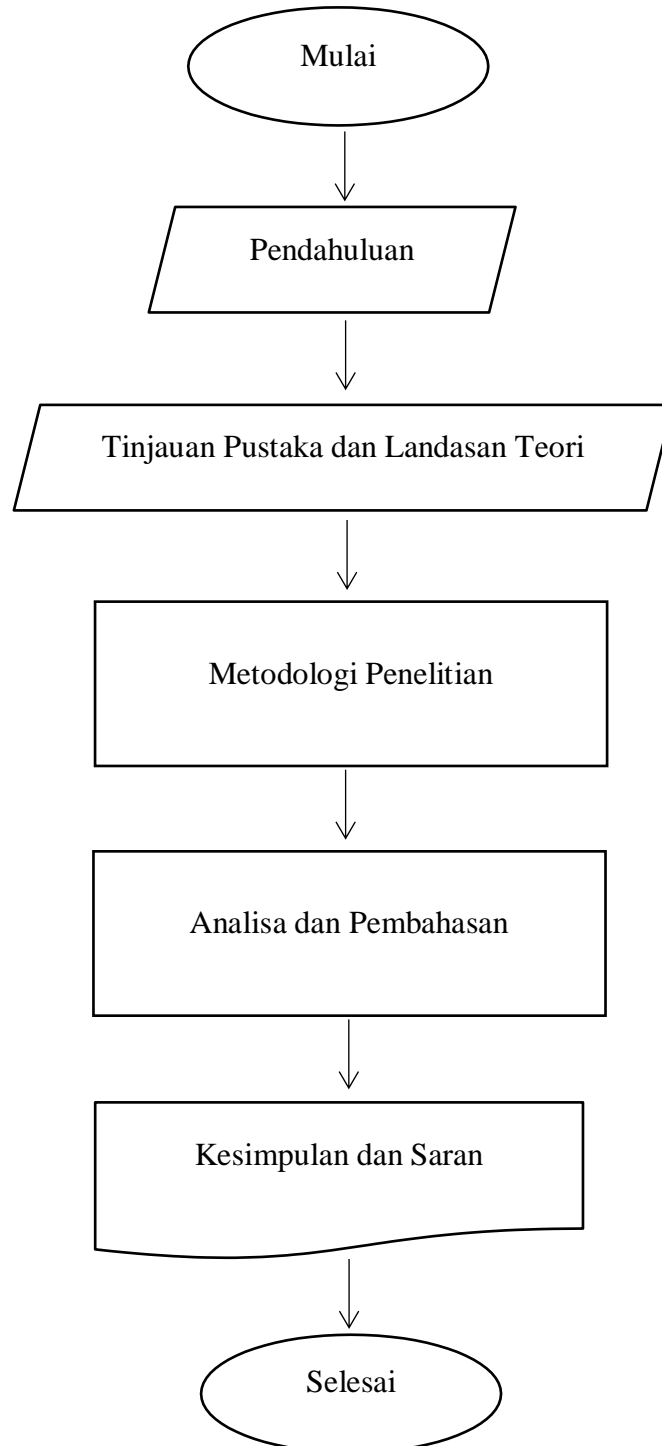 Mulai
Pendahuluan
Tinjauan Pustaka dan Landasan Teori
Metodologi Penelitian
Analisa dan Pembahasan
Kesimpulan dan Saran
Selesai